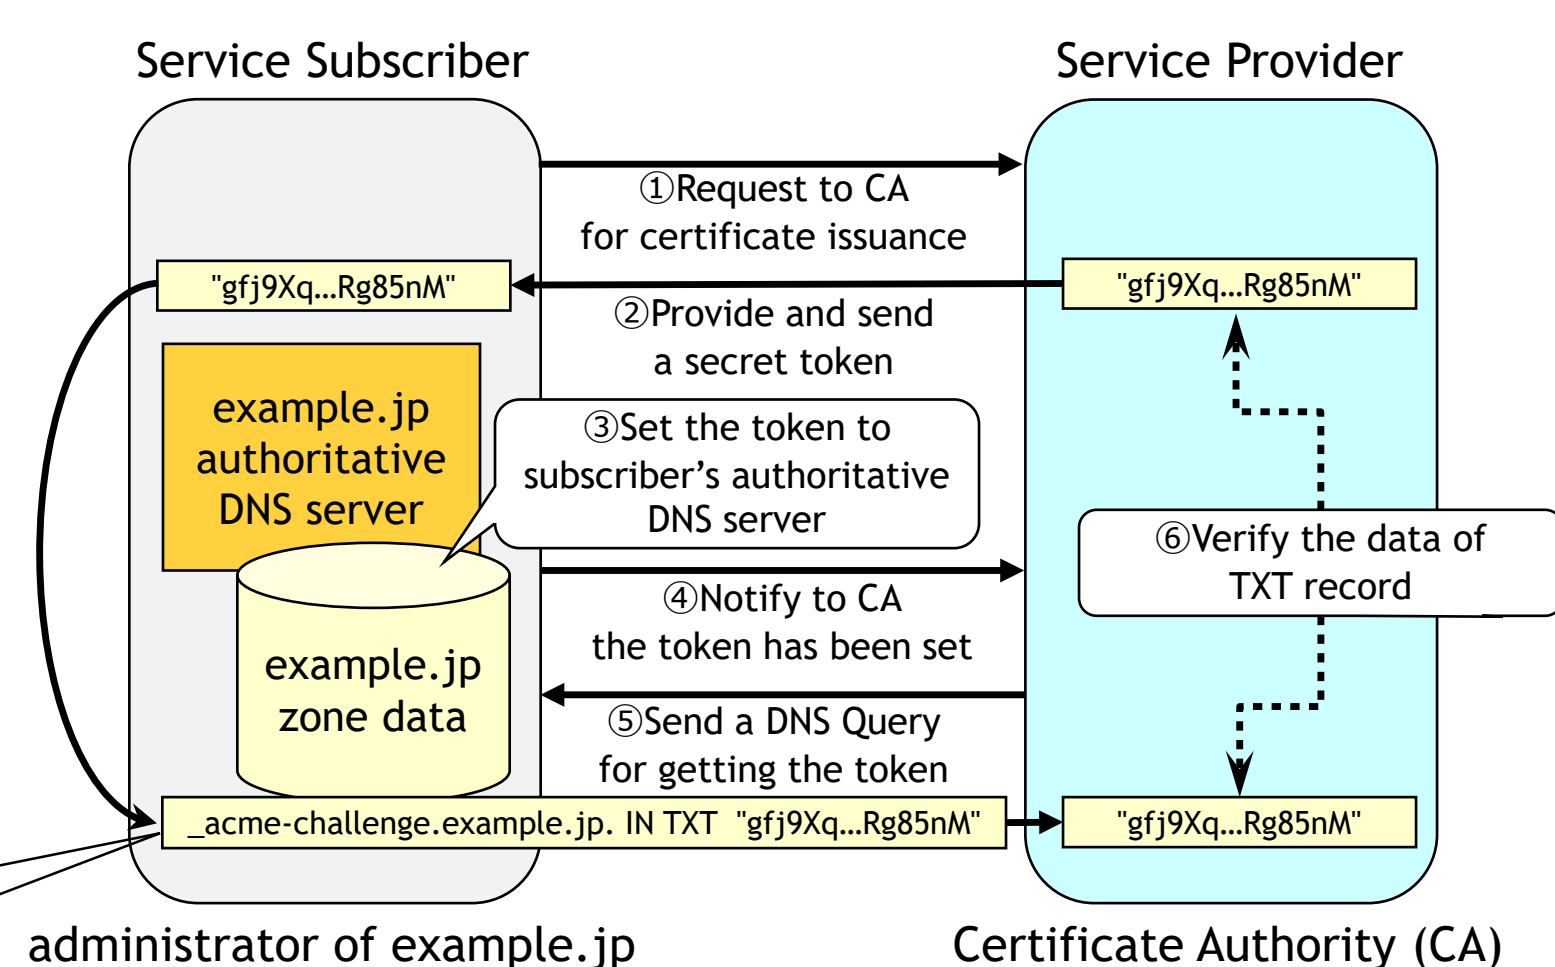 Service Subscriber
Service Provider
①Request to CA
for certificate issuance
"gfj9Xq…Rg85nM"
"gfj9Xq…Rg85nM"
②Provide and send
a secret token
example.jp
authoritative
DNS server
③Set the token to
subscriber’s authoritative
DNS server
⑥Verify the data of
TXT record
④Notify to CA
the token has been set
example.jp
zone data
⑤Send a DNS Query
for getting the token
_acme-challenge.example.jp. IN TXT "gfj9Xq…Rg85nM"
"gfj9Xq…Rg85nM"
administrator of example.jp
Certificate Authority (CA)